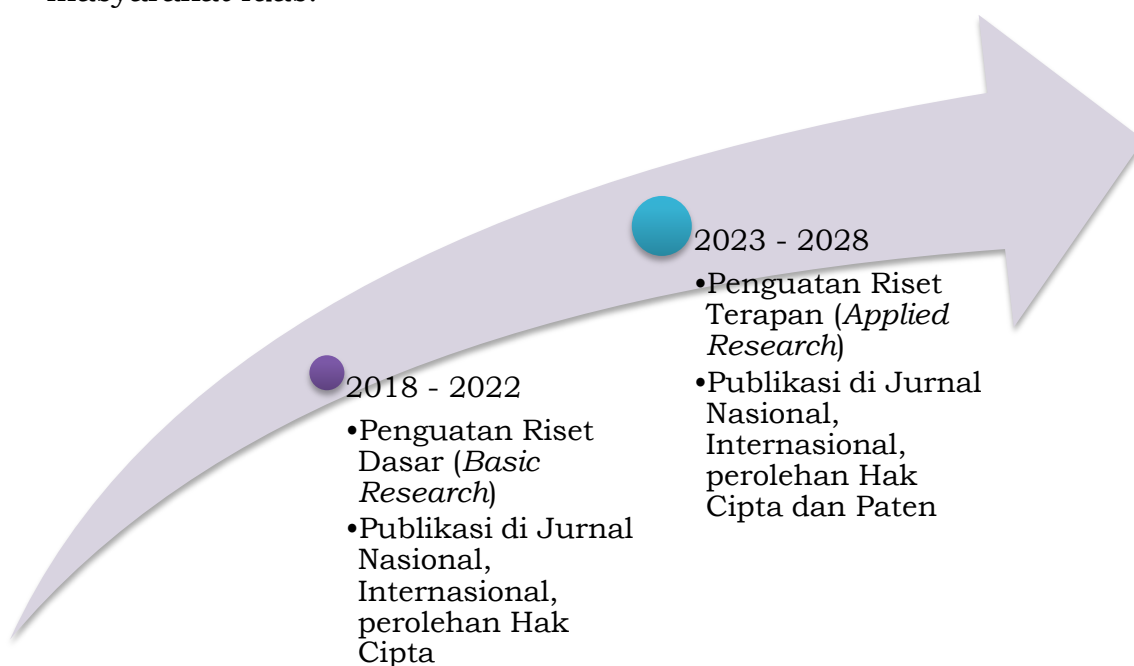 2018 - 2022
•Penguatan Riset
Dasar (Basic
Research)
•Publikasi di Jurnal
Nasional,
Internasional,
perolehan Hak
Cipta
2023 - 2028
•Penguatan Riset
Terapan (Applied
Research)
•Publikasi di Jurnal
Nasional,
Internasional,
perolehan Hak
Cipta dan Paten